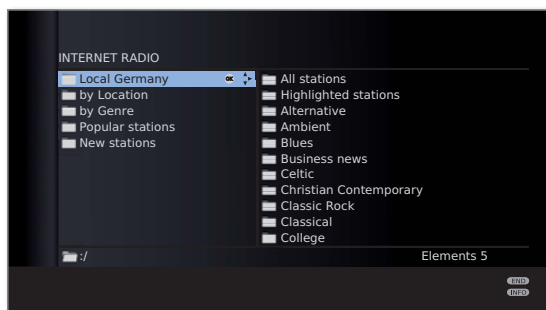 INTERNET RADIO
Local Germany OK
by Location
by Genre
Popular stations
New stations
All stations
Highlighted stations
Alternative
Ambient
Blues
Business news
Celtic
Christian Contemporary
Classic Rock
Classical
College
:/
Elements 5
END
INFO